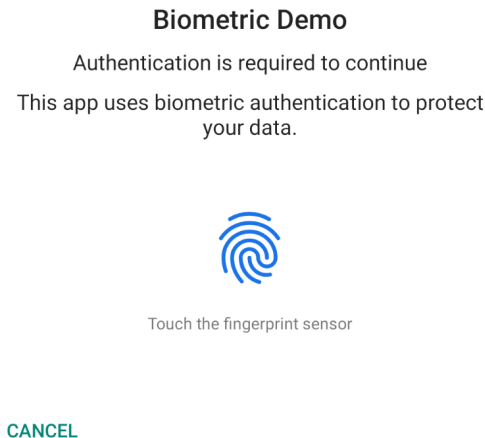 Biometric Demo
Authentication is required to continue
This app uses biometric authentication to protect
your data.
Touch the fingerprint sensor
CANCEL